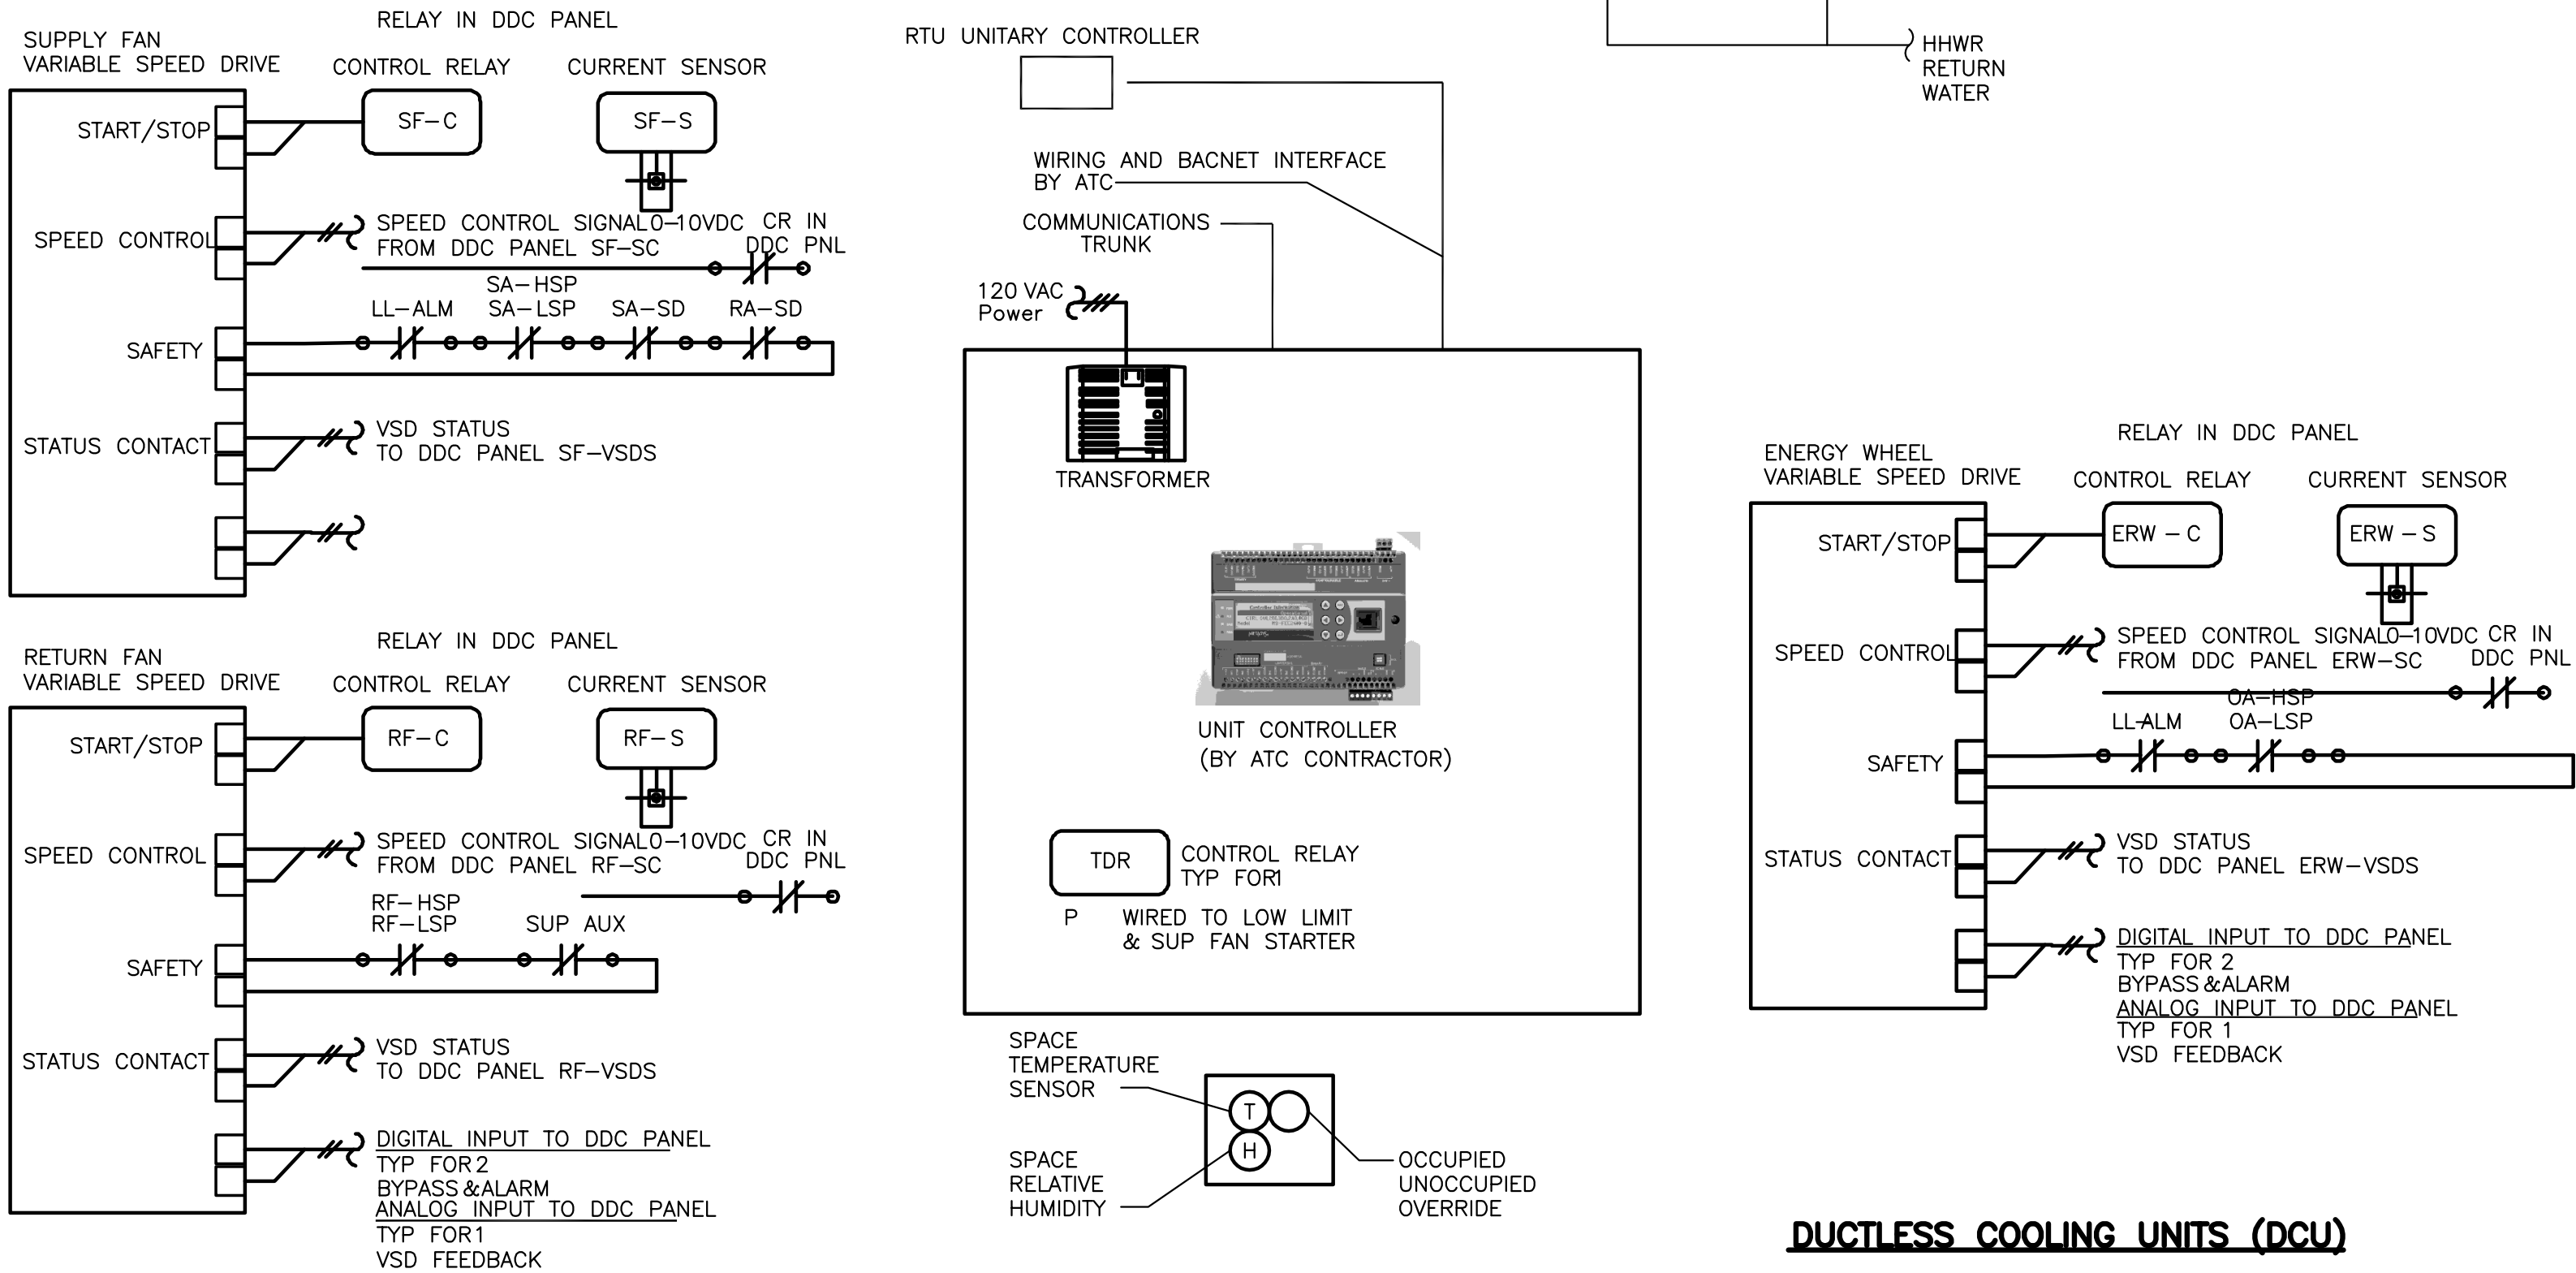 RELAY IN DDC PANEL
SUPPLY FAN
VARIABLE SPEED DRIVE
CONTROL RELAY
CURRENT SENSOR
START/STOP
SF-C
SF-S
SPEED CONTROL
SPEED CONTROL SIGNAL0-10VDC
FROM DDC PANEL SF-SC
CR IN
DDC PNL
SA-HSP
LL-ALM
SA-LSP
SA-SD
RA-SD
SAFETY
STATUS CONTACT
VSD STATUS
TO DDC PANEL SF-VSDS
RELAY IN DDC PANEL
RETURN FAN
VARIABLE SPEED DRIVE
CONTROL RELAY
CURRENT SENSOR
START/STOP
RF-C
RF-S
SPEED CONTROL
SPEED CONTROL SIGNAL0-10VDC
FROM DDC PANEL RF-SC
CR IN
DDC PNL
RF-HSP
RF-LSP
SUP AUX
SAFETY
STATUS CONTACT
VSD STATUS
TO DDC PANEL RF-VSDS
DIGITAL INPUT TO DDC PANEL
TYP FOR 2
BYPASS &ALARM
ANALOG INPUT TO DDC PANEL
TYP FOR1
VSD FEEDBACK
RTU UNITARY CONTROLLER
WIRING AND BACNET INTERFACE
BY ATC
COMMUNICATIONS
TRUNK
120 VAC
Power
TRANSFORMER
UNIT CONTROLLER
(BY ATC CONTRACTOR)
TDR
CONTROL RELAY
TYP FOR1
P WIRED TO LOW LIMIT
& SUP FAN STARTER
SPACE
TEMPERATURE
SENSOR
T
H
SPACE
RELATIVE
HUMIDITY
OCCUPIED
UNOCCUPIED
OVERRIDE
HHWR
RETURN
WATER
RELAY IN DDC PANEL
ENERGY WHEEL
VARIABLE SPEED DRIVE
CONTROL RELAY
CURRENT SENSOR
START/STOP
ERW - C
ERW - S
SPEED CONTROL
SPEED CONTROL SIGNAL0-10VDC
FROM DDC PANEL ERW-SC
CR IN
DDC PNL
OA-HSP
LL-ALM
OA-LSP
SAFETY
STATUS CONTACT
VSD STATUS
TO DDC PANEL ERW-VSDS
DIGITAL INPUT TO DDC PANEL
TYP FOR 2
BYPASS &ALARM
ANALOG INPUT TO DDC PANEL
TYP FOR 1
VSD FEEDBACK
DUCTLESS COOLING UNITS (DCU)